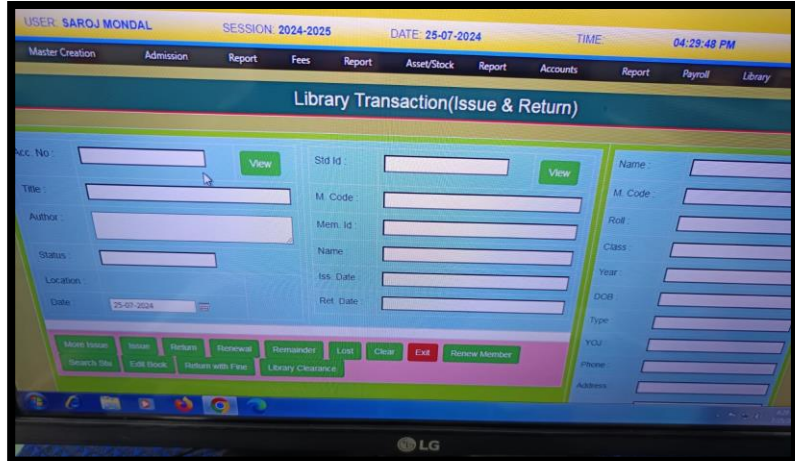 USER: SAROJ MONDAL SESSION: 2024-2025 DATE: 25-07-2024 TIME: 04:29:48 PM
Master Creation Admission Report Fees Report Asset/Stock Report Accounts Report Payroll Library
Library Transaction(Issue & Return)
Acc. No : View
Title :
Author
Status
Location :
Date 25-07-2024
Std Id : View
M. Code
Mem. Id
Name
Iss. Date
Ret. Date
Name :
M. Code
Roll :
Class :
Year :
DOB
Type
YOJ
Phone
Address
More Issue Issue Return Renewal Remainder Lost Clear Exit Renew Member
Search Stu Edit Book Return with Fine Library Clearance
LG